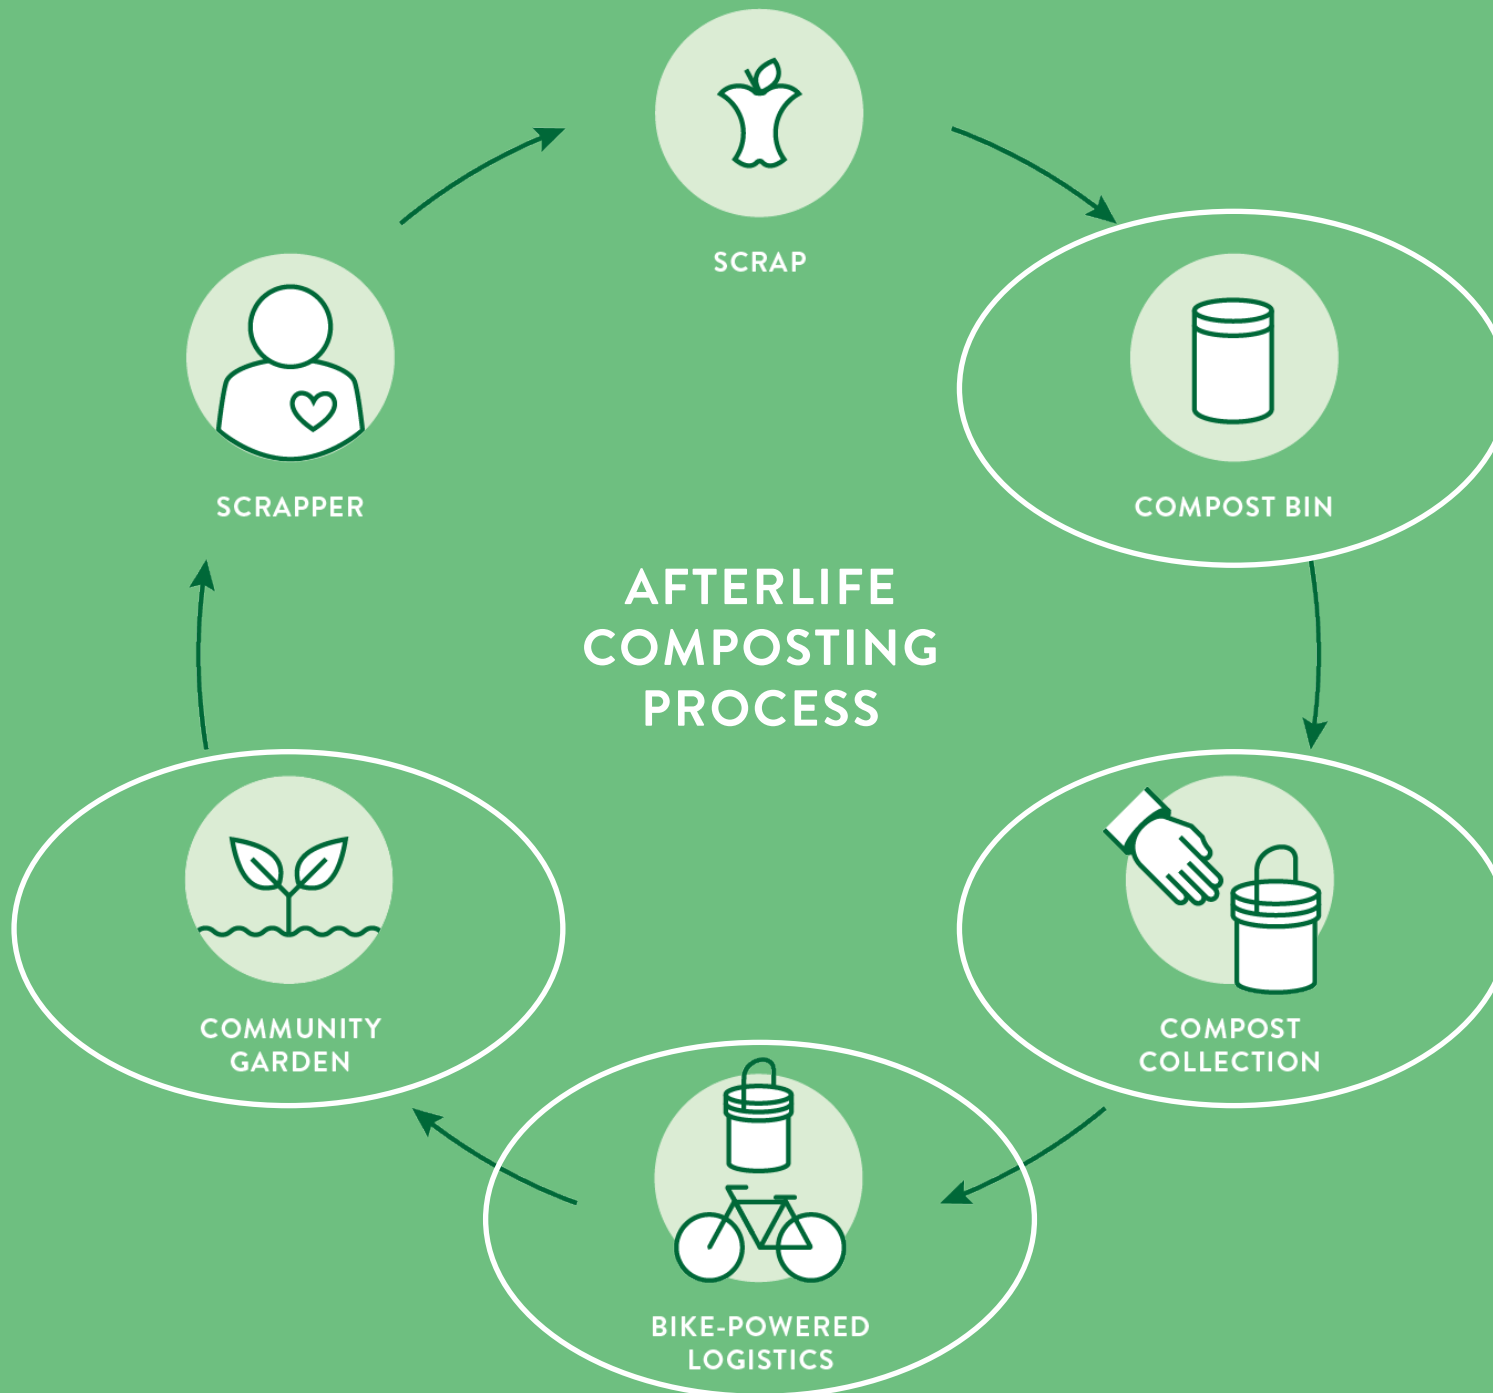 SCRAP
COMPOST BIN
COMPOST
COLLECTION
BIKE-POWERED
LOGISTICS
COMMUNITY
GARDEN
SCRAPPER
AFTERLIFE
COMPOSTING
PROCESS